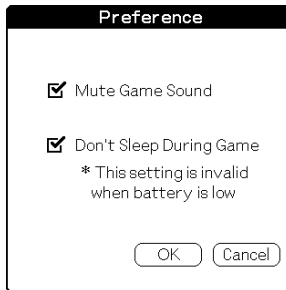 Preference
Mute Game Sound
Don't Sleep During Game
* This setting is invalid
when battery is low
OK Cancel